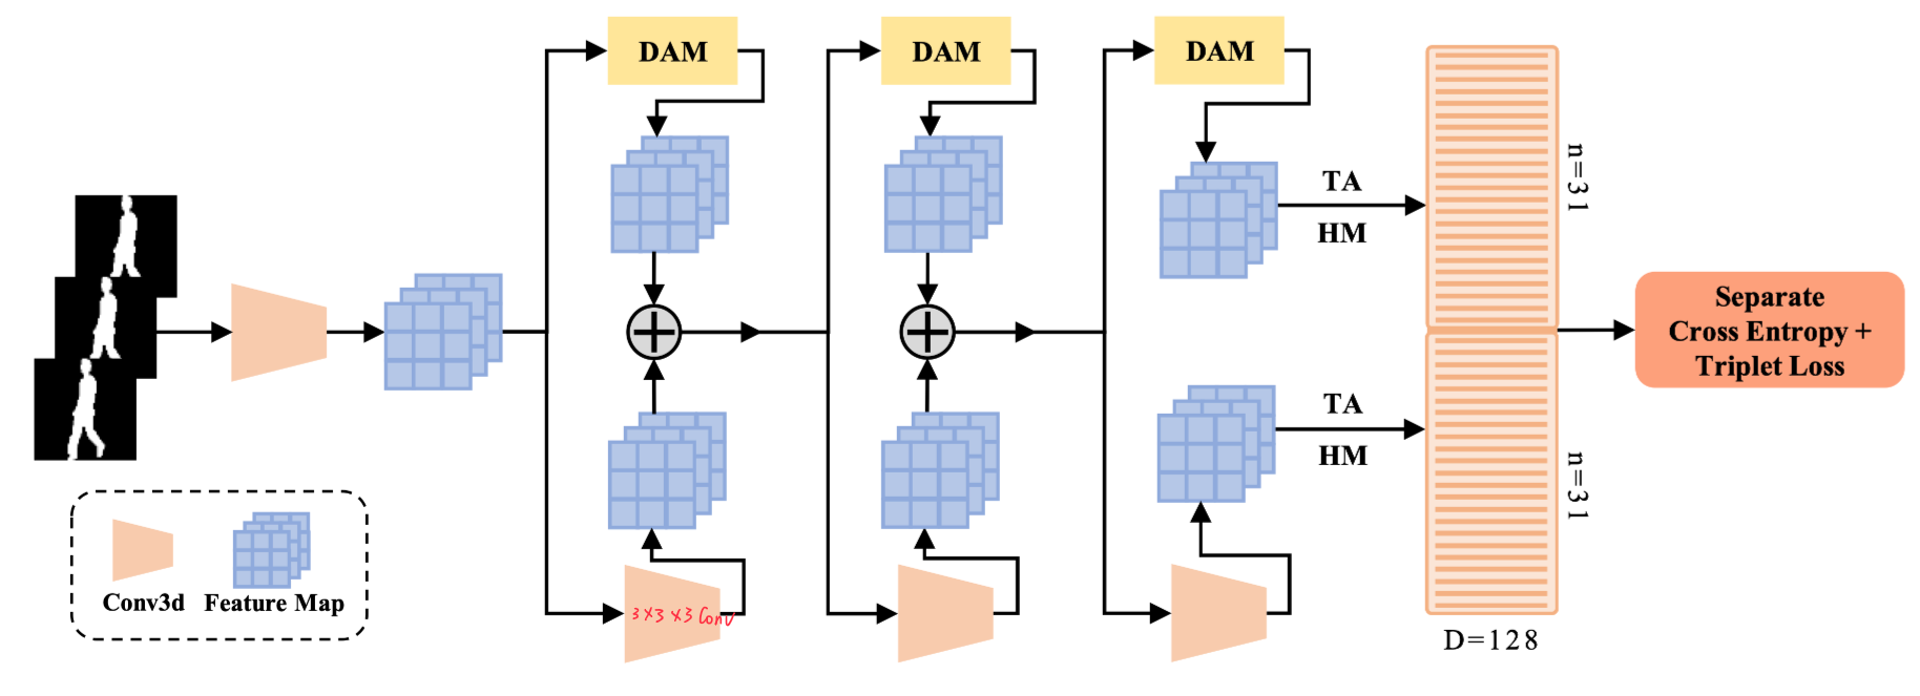 DAM
DAM
DAM
TA
HM
n=31
Separate
Cross Entropy +
Triplet Loss
TA
HM
n=31
Conv3d
Feature Map
3×3×3 Conv
D=128